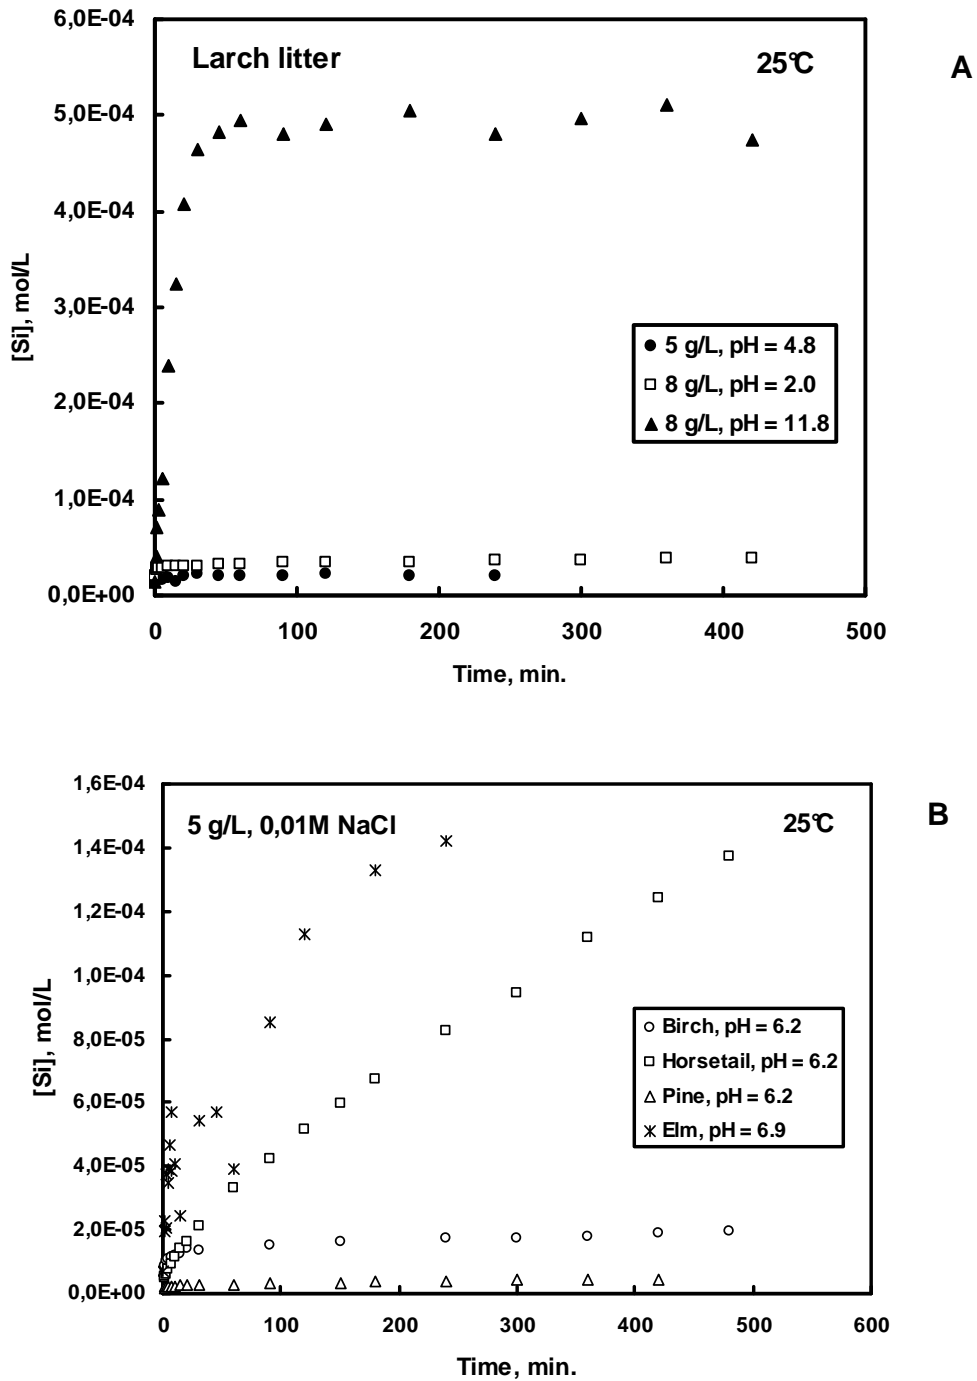 6,0E-04
Larch litter
25°C
A
5,0E-04
4,0E-04
[Si], mol/L
3,0E-04
5 g/L, pH = 4.8
8 g/L, pH = 2.0
8 g/L, pH = 11.8
2,0E-04
1,0E-04
0,0E+00
0 100 200 300 400 500
Time, min.
1,6E-04
5 g/L, 0,01M NaCl
25°C
B
1,4E-04
1,2E-04
1,0E-04
[Si], mol/L
8,0E-05
Birch, pH = 6.2
Horsetail, pH = 6.2
Pine, pH = 6.2
Elm, pH = 6.9
6,0E-05
4,0E-05
2,0E-05
0,0E+00
0 100 200 300 400 500 600
Time, min.